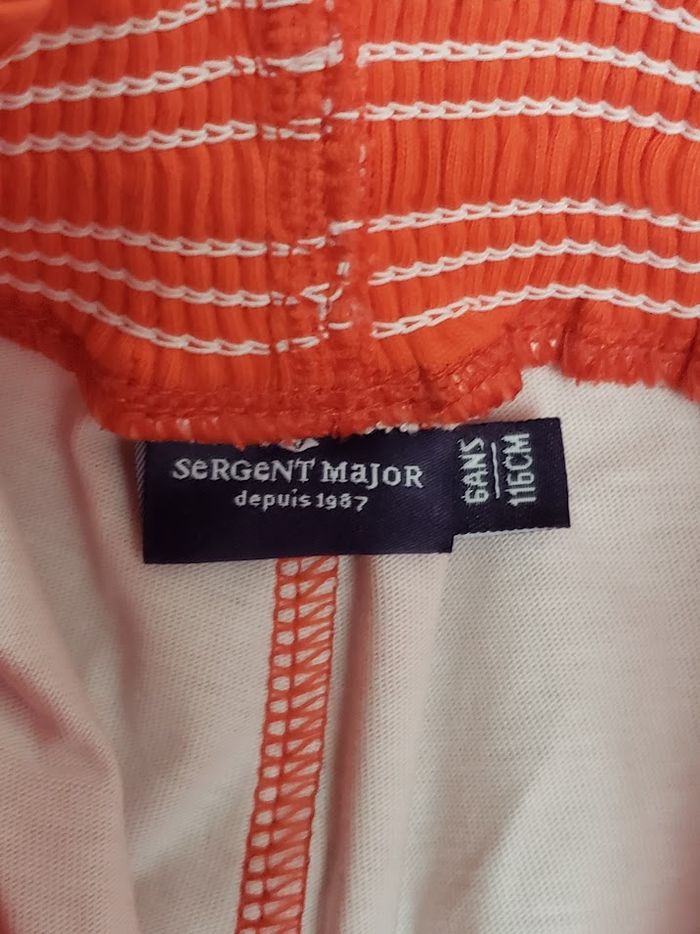 SeRGeNT MaJOR
depuis 1987
6ANS
116CM